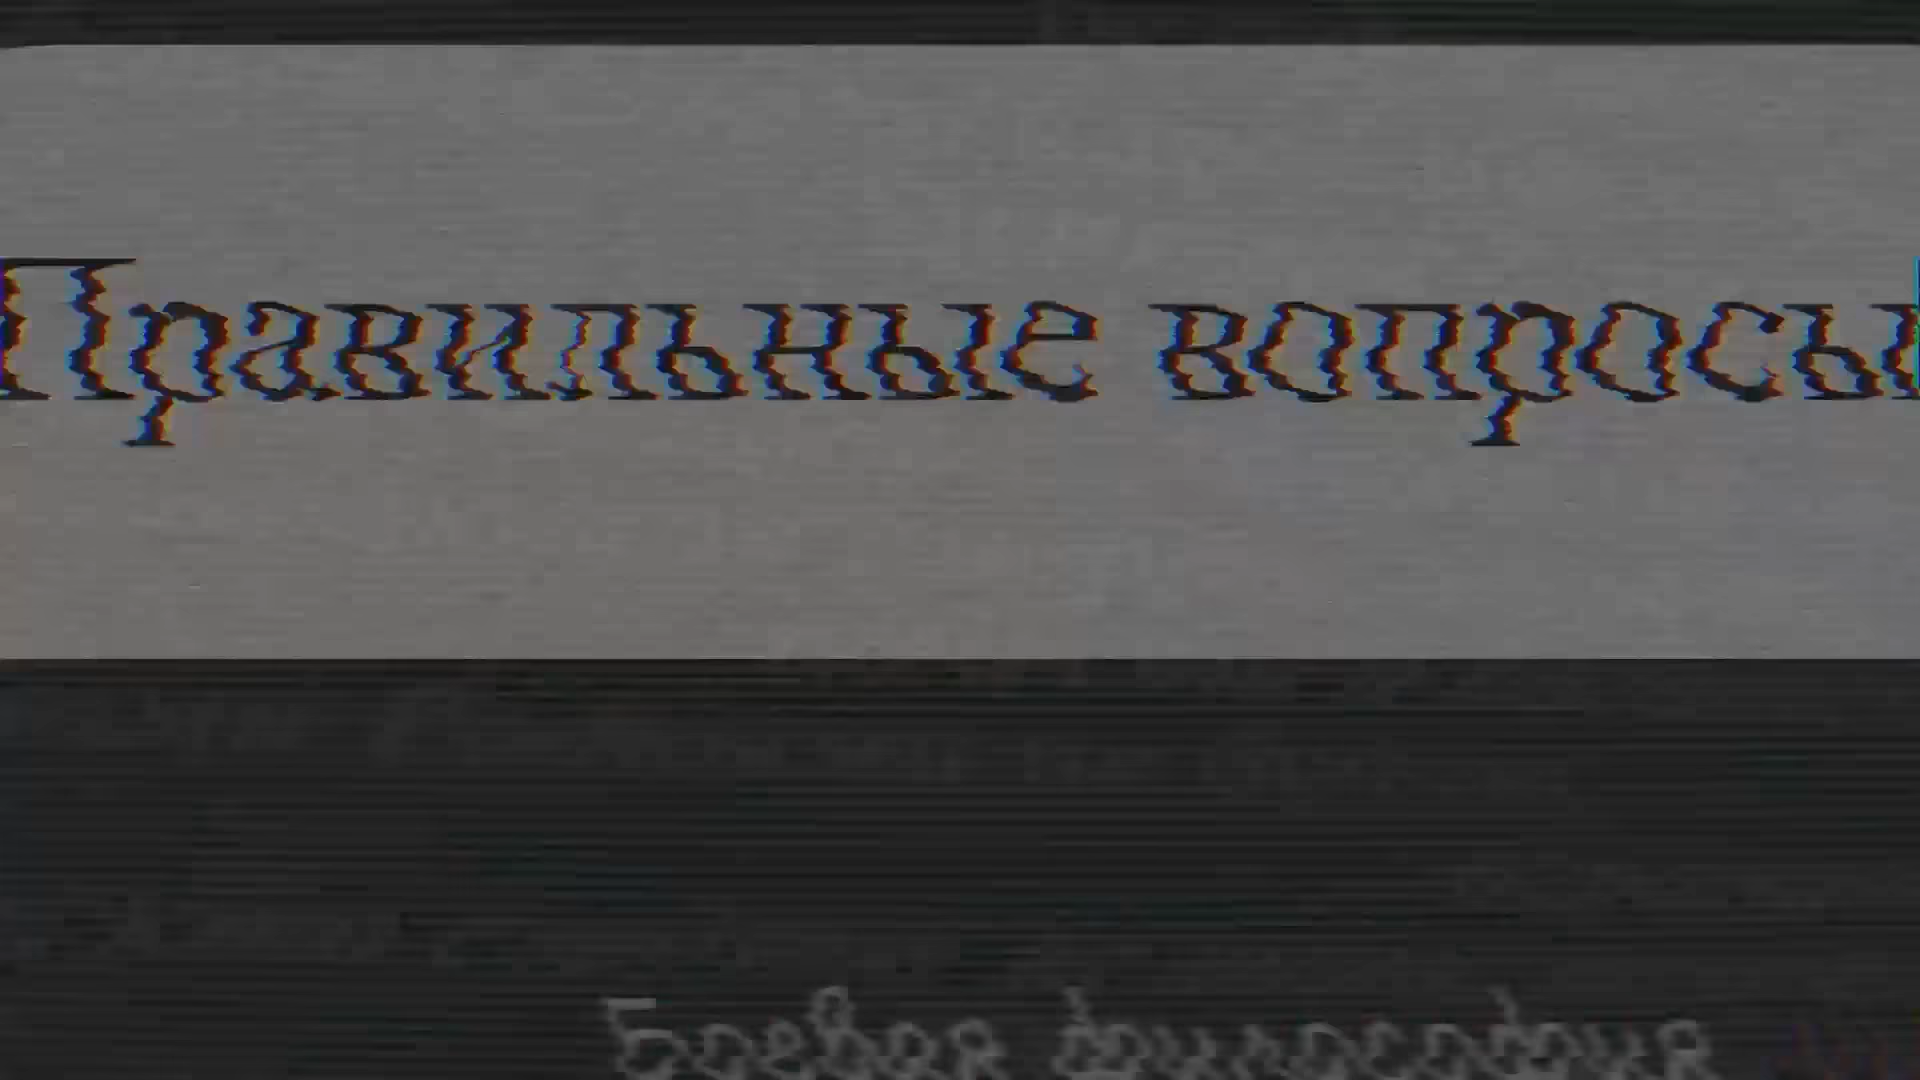 Правильные вопросы
Боевая философия